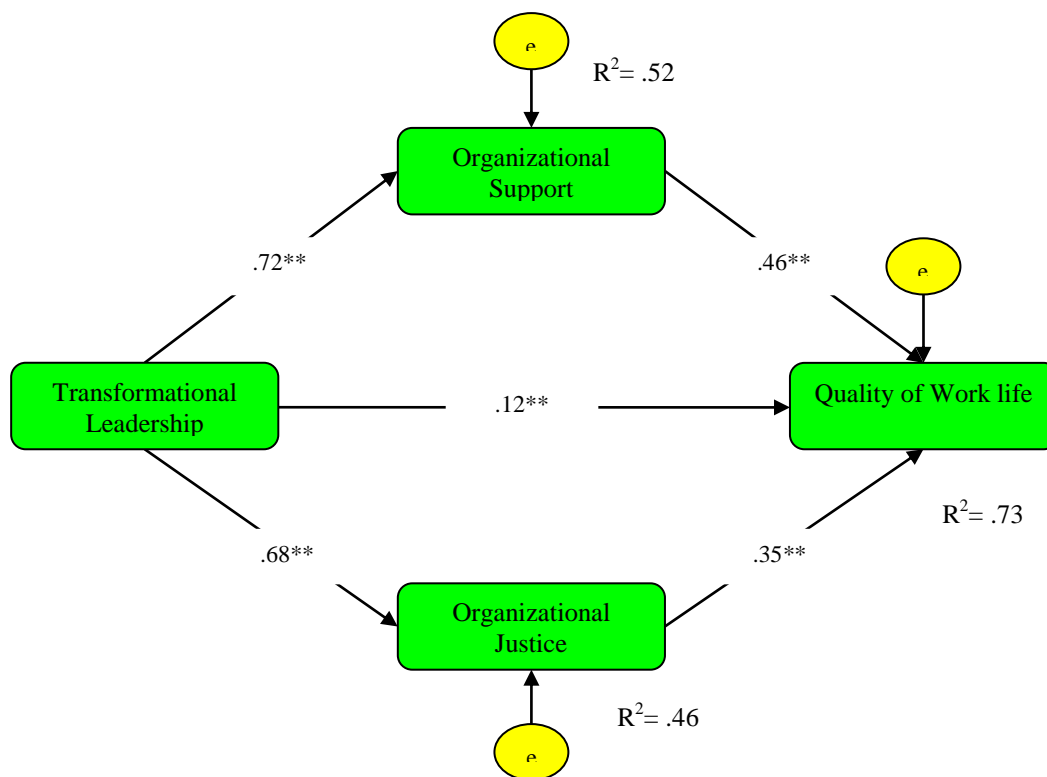 e
R²= .52
Organizational
Support
.72**
.46**
e
Transformational
Leadership
.12**
Quality of Work life
R²= .73
.68**
.35**
Organizational
Justice
R²= .46
e